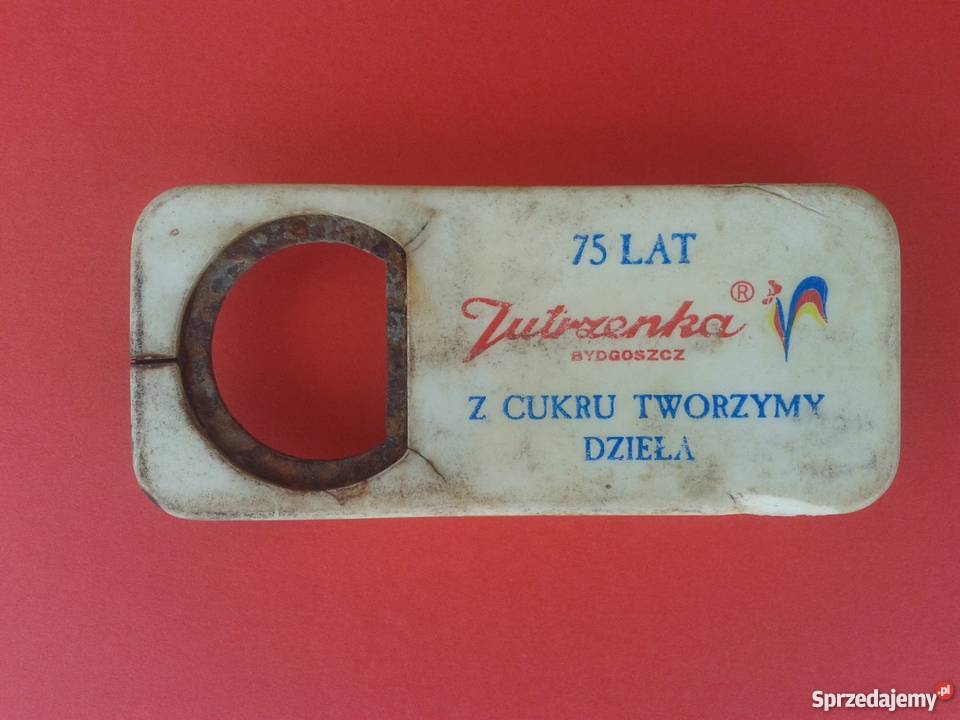 75 LAT
Jutrzenka ®
BYDGOSZCZ
Z CUKRU TWORZYMY
DZIEŁA
Sprzedajemy.pl